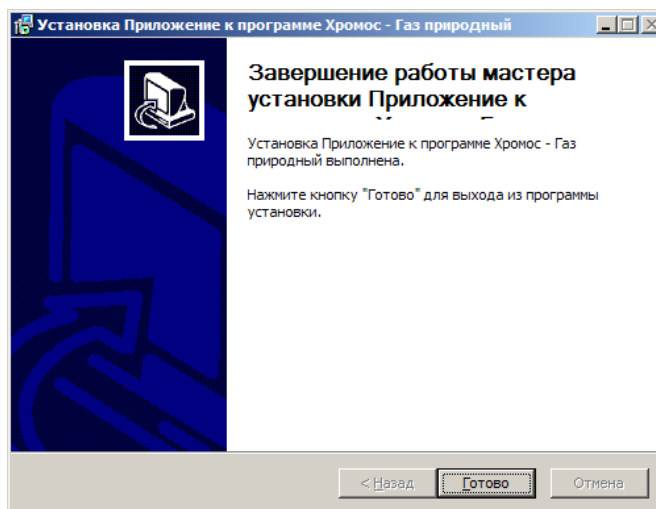 Установка Приложение к программе Хромос - Газ природный
Завершение работы мастера
установки Приложение к
Установка Приложение к программе Хромос - Газ
природный выполнена.
Нажмите кнопку "Готово" для выхода из программы
установки.
< Назад
Готово
Отмена